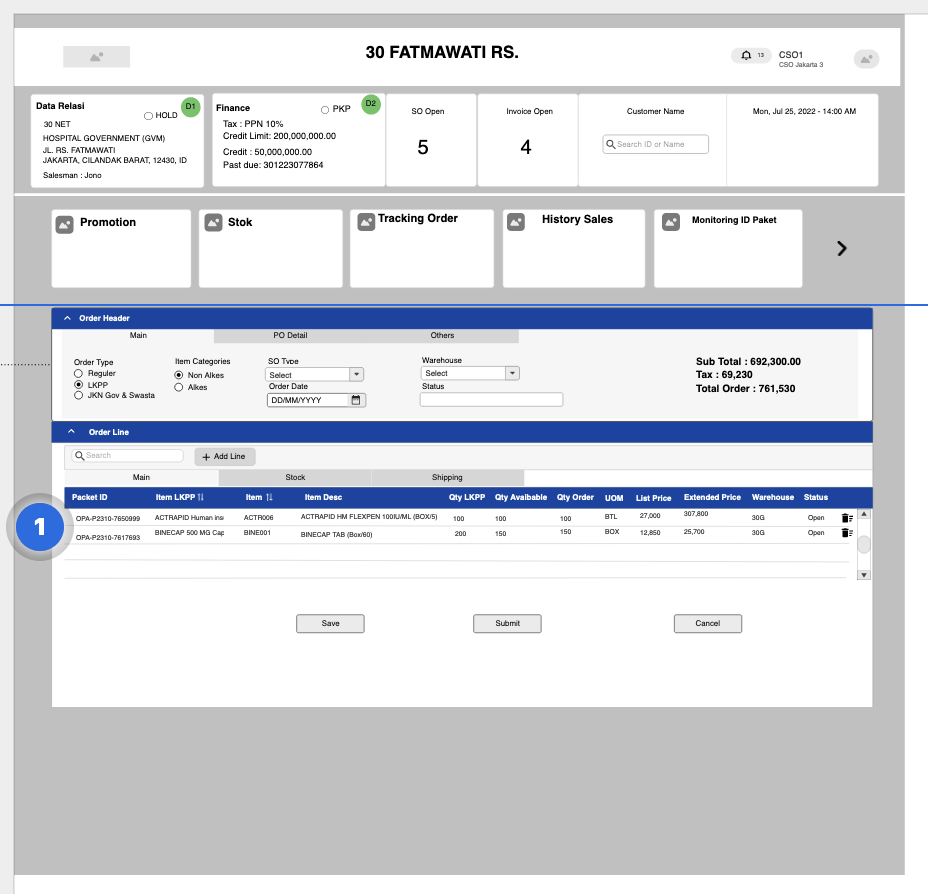 30 FATMAWATI RS.
13
CSO1
CSO Jakarta 3
Data Relasi
HOLD
D1
30 NET
HOSPITAL GOVERNMENT (GVM)
JL. RS. FATMAWATI
JAKARTA, CILANDAK BARAT, 12430, ID
Salesman : Jono
Finance
PKP
D2
Tax : PPN 10%
Credit Limit: 200,000,000.00
Credit : 50,000,000.00
Past due: 301223077864
SO Open
5
Invoice Open
4
Customer Name
Search ID or Name
Mon, Jul 25, 2022 - 14:00 AM
Promotion
Stok
Tracking Order
History Sales
Monitoring ID Paket
Order Header
Main PO Detail Others
Order Type
Reguler
LKPP
JKN Gov & Swasta
Item Categories
Non Alkes
Alkes
SO Type
Select
Order Date
DD/MM/YYYY
Warehouse
Select
Status
Sub Total : 692,300.00
Tax : 69,230
Total Order : 761,530
Order Line
Search
+ Add Line
Main Stock Shipping
Packet ID Item LKPP Item Item Desc Qty LKPP Qty Avaibable Qty Order UOM List Price Extended Price Warehouse Status
1
OPA-P2310-7650999 ACTRAPID Human ins ACTR006 ACTRAPID HM FLEXPEN 100IU/ML (BOX/5) 100 100 100 BTL 27,000 307,800 30G Open
OPA-P2310-7617693 BINECAP 500 MG Cap BINE001 BINECAP TAB (Box/60) 200 150 150 BOX 12,850 25,700 30G Open
Save Submit Cancel